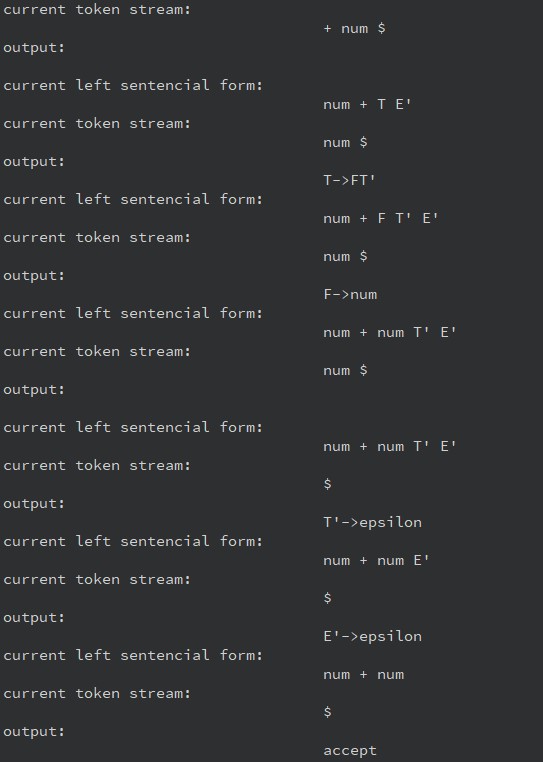 current token stream:
+ num $
output:
current left sentencial form:
num + T E'
current token stream:
num $
output:
T->FT'
current left sentencial form:
num + F T' E'
current token stream:
num $
output:
F->num
current left sentencial form:
num + num T' E'
current token stream:
num $
output:
current left sentencial form:
num + num T' E'
current token stream:
$
output:
T'->epsilon
current left sentencial form:
num + num E'
current token stream:
$
output:
E'->epsilon
current left sentencial form:
num + num
current token stream:
$
output:
accept